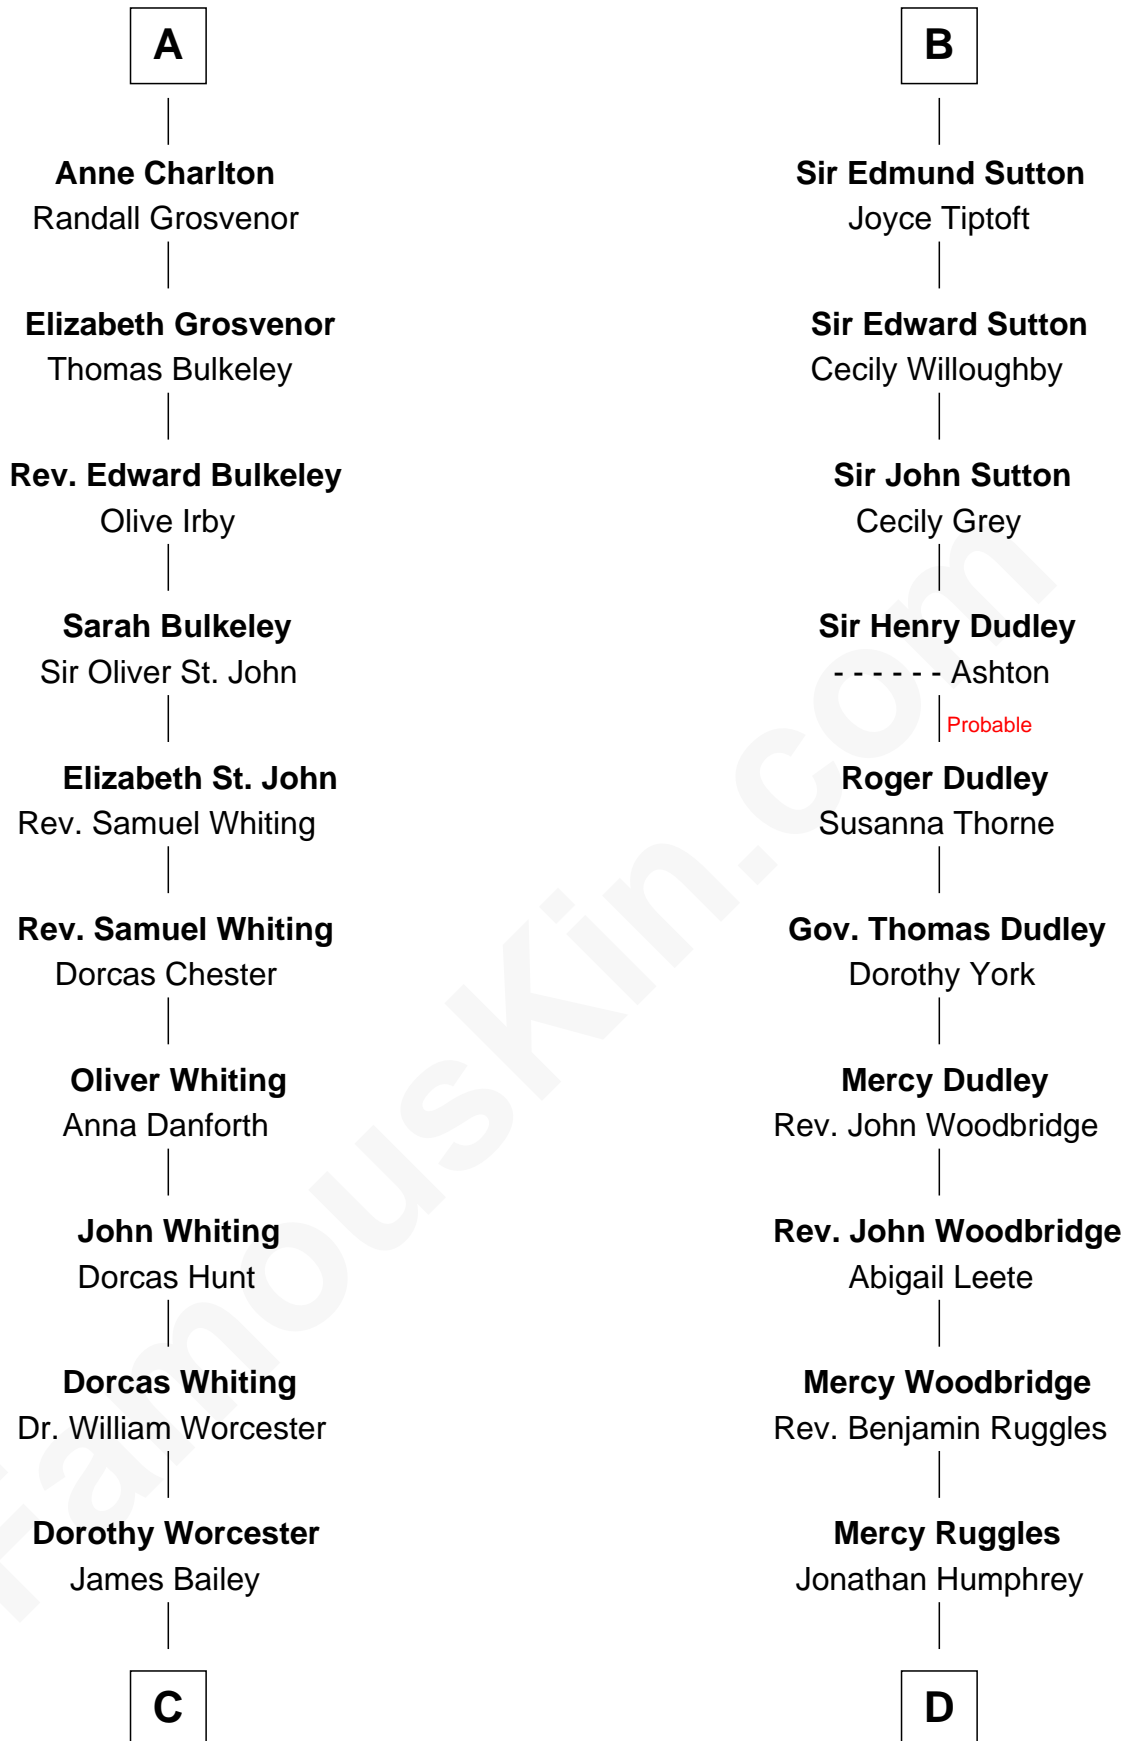 A
Anne Charlton
Randall Grosvenor
Elizabeth Grosvenor
Thomas Bulkeley
Rev. Edward Bulkeley
Olive Irby
Sarah Bulkeley
Sir Oliver St. John
Elizabeth St. John
Rev. Samuel Whiting
Rev. Samuel Whiting
Dorcas Chester
Oliver Whiting
Anna Danforth
John Whiting
Dorcas Hunt
Dorcas Whiting
Dr. William Worcester
Dorothy Worcester
James Bailey
C
B
Sir Edmund Sutton
Joyce Tiptoft
Sir Edward Sutton
Cecily Willoughby
Sir John Sutton
Cecily Grey
Sir Henry Dudley
- - - - - - Ashton
Probable
Roger Dudley
Susanna Thorne
Gov. Thomas Dudley
Dorothy York
Mercy Dudley
Rev. John Woodbridge
Rev. John Woodbridge
Abigail Leete
Mercy Woodbridge
Rev. Benjamin Ruggles
Mercy Ruggles
Jonathan Humphrey
D
FamousKin.com